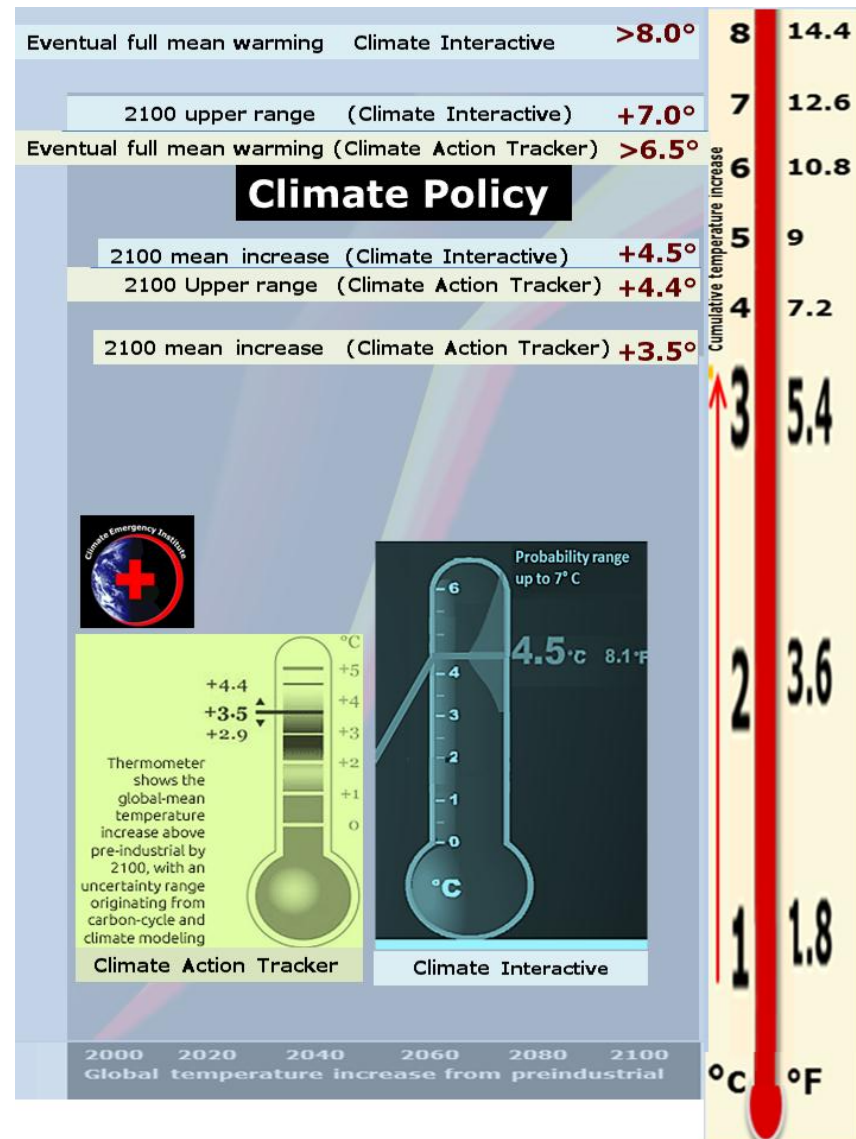 Eventual full mean warming Climate Interactive >8.0°
2100 upper range (Climate Interactive) +7.0°
Eventual full mean warming (Climate Action Tracker) >6.5°
Climate Policy
2100 mean increase (Climate Interactive) +4.5°
2100 Upper range (Climate Action Tracker) +4.4°
2100 mean increase (Climate Action Tracker) +3.5°
Climate Emergency Institute
°C
+5
+4
+3
+2
+1
0
+4.4
+3.5
+2.9
Thermometer
shows the
global-mean
temperature
increase above
pre-industrial by
2100, with an
uncertainty range
originating from
carbon-cycle and
climate modeling
Climate Action Tracker
Probability range
up to 7° C
6
4.5°C 8.1°F
4
3
2
1
0
°C
Climate Interactive
2000 2020 2040 2060 2080 2100
Global temperature increase from preindustrial
Cumulative temperature increase
8 14.4
7 12.6
6 10.8
5 9
4 7.2
3 5.4
2 3.6
1 1.8
°C °F